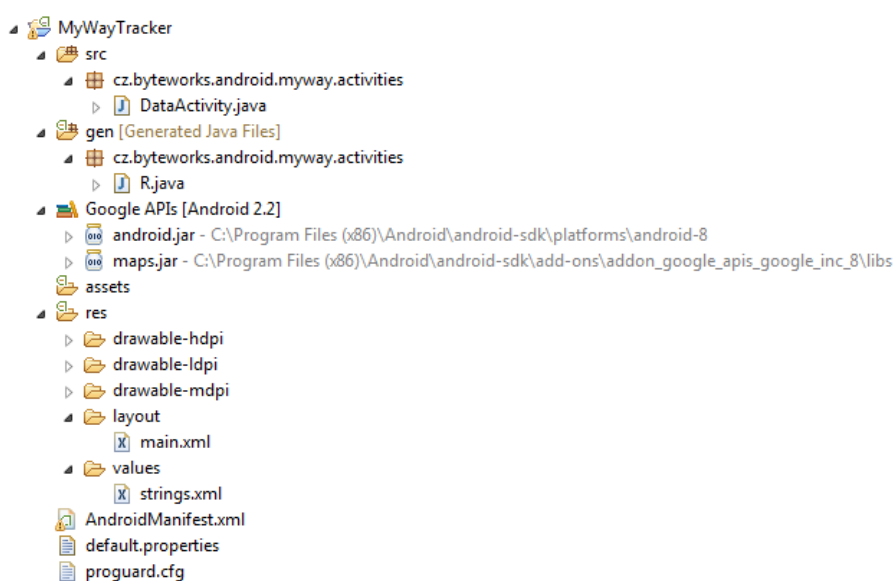 MyWayTracker
src
cz.byteworks.android.myway.activities
DataActivity.java
gen [Generated Java Files]
cz.byteworks.android.myway.activities
R.java
Google APIs [Android 2.2]
android.jar - C:\Program Files (x86)\Android\android-sdk\platforms\android-8
maps.jar - C:\Program Files (x86)\Android\android-sdk\add-ons\addon_google_apis_google_inc_8\libs
assets
res
drawable-hdpi
drawable-ldpi
drawable-mdpi
layout
main.xml
values
strings.xml
AndroidManifest.xml
default.properties
proguard.cfg